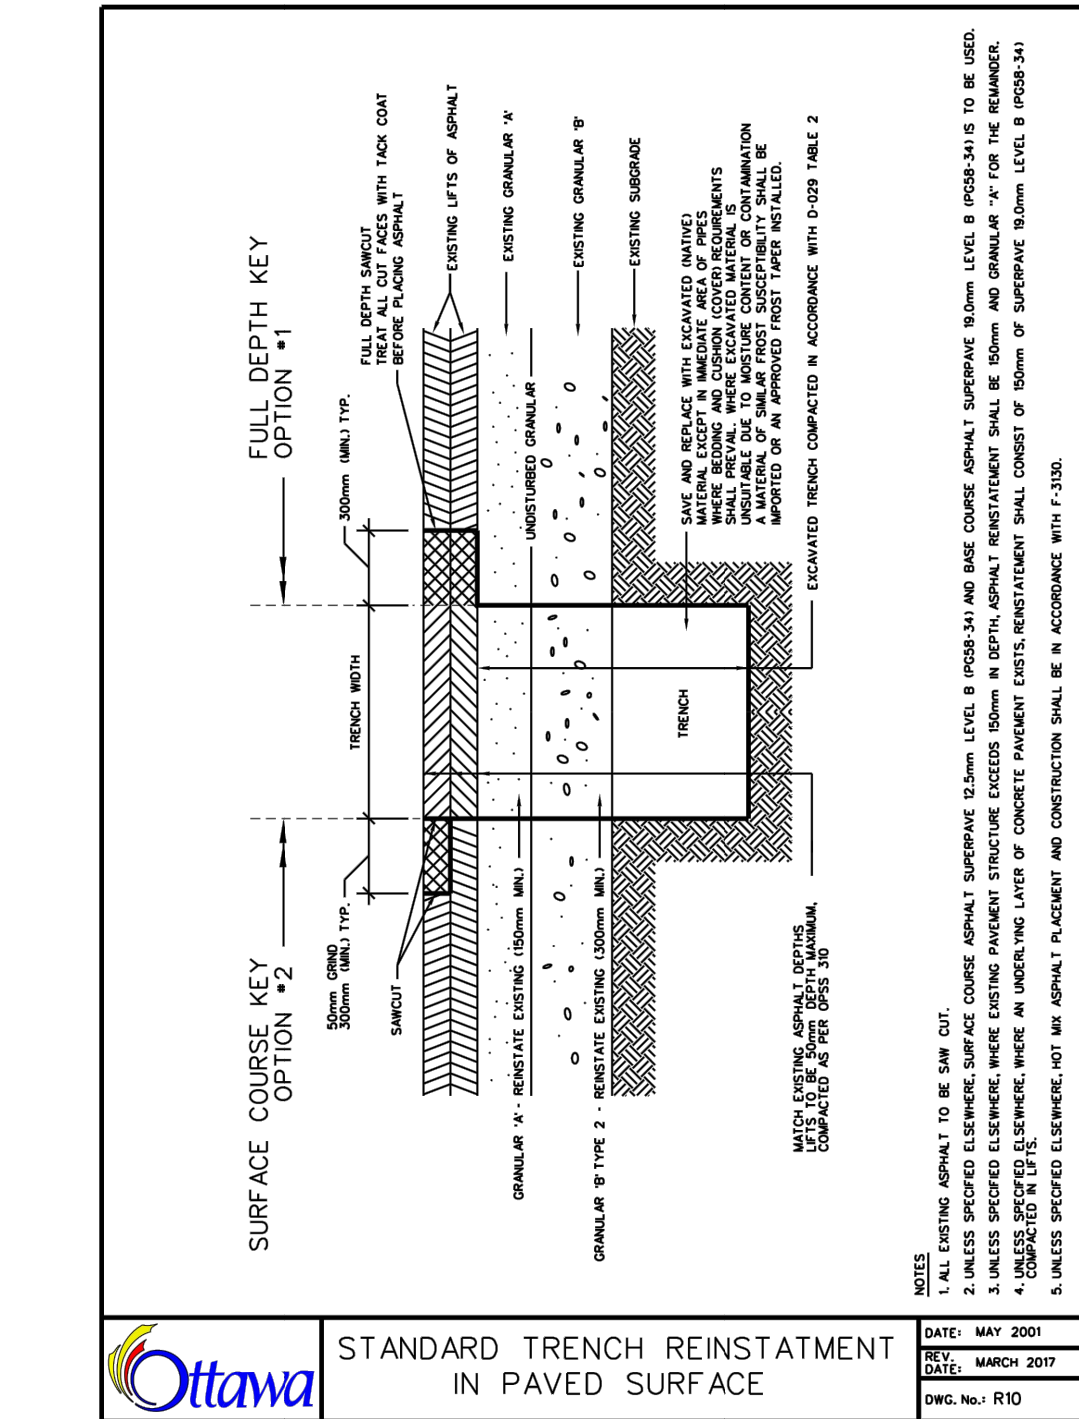 SURFACE COURSE KEY
OPTION #2
FULL DEPTH KEY
OPTION #1
50mm GRIND
300mm (MIN.) TYP.
SAWCUT
TRENCH WIDTH
300mm (MIN.) TYP.
FULL DEPTH SAWCUT
TREAT ALL CUT FACES WITH TACK COAT
BEFORE PLACING ASPHALT
EXISTING LIFTS OF ASPHALT
EXISTING GRANULAR 'A'
EXISTING GRANULAR 'B'
EXISTING SUBGRADE
UNDISTURBED GRANULAR
GRANULAR 'A' - REINSTATE EXISTING (150mm MIN.)
GRANULAR 'B' TYPE 2 - REINSTATE EXISTING (300mm MIN.)
TRENCH
SAVE AND REPLACE WITH EXCAVATED (NATIVE)
MATERIAL EXCEPT IN IMMEDIATE AREA OF PIPES
WHERE BEDDING AND CUSHION (COVER) REQUIREMENTS
SHALL PREVAIL. WHERE EXCAVATED MATERIAL IS
UNSUITABLE DUE TO MOISTURE CONTENT OR CONTAMINATION
A MATERIAL OF SIMILAR FROST SUSCEPTIBILITY SHALL BE
IMPORTED OR AN APPROVED FROST TAPER INSTALLED.
MATCH EXISTING ASPHALT DEPTHS
LIFTS TO BE 50mm DEPTH MAXIMUM,
COMPACTED AS PER OPSS 310
EXCAVATED TRENCH COMPACTED IN ACCORDANCE WITH D-029 TABLE 2
NOTES
1. ALL EXISTING ASPHALT TO BE SAW CUT.
2. UNLESS SPECIFIED ELSEWHERE, SURFACE COURSE ASPHALT SUPERPAVE 12.5mm LEVEL B (PG58-34) AND BASE COURSE ASPHALT SUPERPAVE 19.0mm LEVEL B (PG58-34) IS TO BE USED.
3. UNLESS SPECIFIED ELSEWHERE, WHERE EXISTING PAVEMENT STRUCTURE EXCEEDS 150mm IN DEPTH, ASPHALT REINSTATEMENT SHALL BE 150mm AND GRANULAR "A" FOR THE REMAINDER.
4. UNLESS SPECIFIED ELSEWHERE, WHERE AN UNDERLYING LAYER OF CONCRETE PAVEMENT EXISTS, REINSTATEMENT SHALL CONSIST OF 150mm OF SUPERPAVE 19.0mm LEVEL B (PG58-34)
COMPACTED IN LIFTS.
5. UNLESS SPECIFIED ELSEWHERE, HOT MIX ASPHALT PLACEMENT AND CONSTRUCTION SHALL BE IN ACCORDANCE WITH F-3130.
Ottawa
STANDARD TRENCH REINSTATMENT
IN PAVED SURFACE
DATE: MAY 2001
REV. DATE: MARCH 2017
DWG. No.: R10